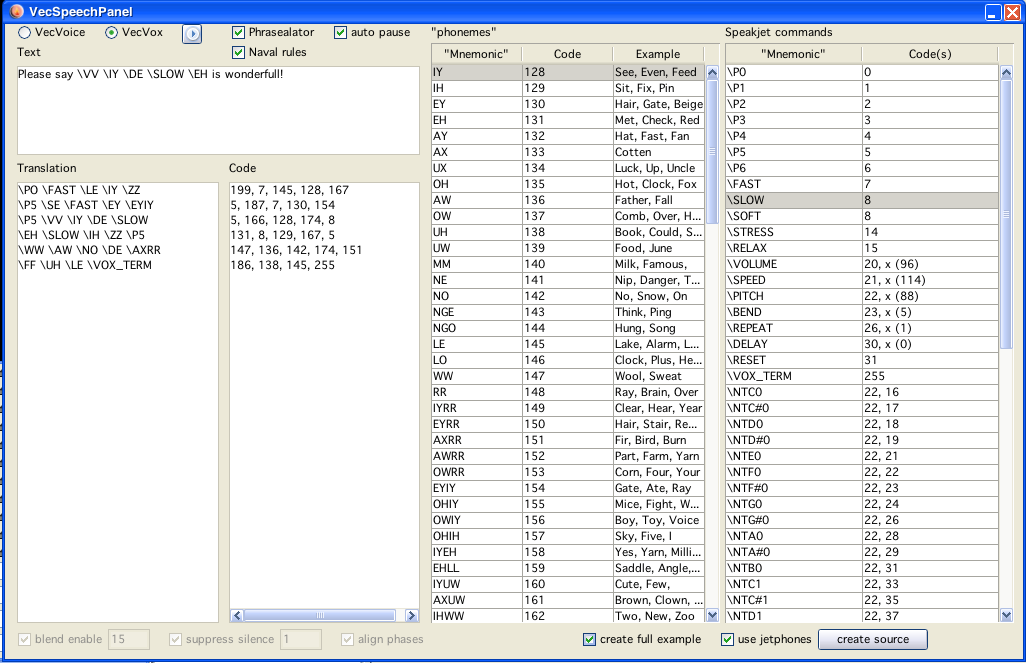 VecSpeechPanel
VecVoice VecVox Phrasealator auto pause
Naval rules
Text
Please say \VV \IY \DE \SLOW \EH is wonderfull!
Translation
\PO \FAST \LE \IY \ZZ
\P5 \SE \FAST \EY \EYIY
\P5 \VV \IY \DE \SLOW
\EH \SLOW \IH \ZZ \P5
\WW \AW \NO \DE \AXRR
\FF \UH \LE \VOX_TERM
Code
199, 7, 145, 128, 167
5, 187, 7, 130, 154
5, 166, 128, 174, 8
131, 8, 129, 167, 5
147, 136, 142, 174, 151
186, 138, 145, 255
"phonemes"
"Mnemonic" Code Example
IY 128 See, Even, Feed
IH 129 Sit, Fix, Pin
EY 130 Hair, Gate, Beige
EH 131 Met, Check, Red
AY 132 Hat, Fast, Fan
AX 133 Cotten
UX 134 Luck, Up, Uncle
OH 135 Hot, Clock, Fox
AW 136 Father, Fall
OW 137 Comb, Over, H...
UH 138 Book, Could, S...
UW 139 Food, June
MM 140 Milk, Famous,
NE 141 Nip, Danger, T...
NO 142 No, Snow, On
NGE 143 Think, Ping
NGO 144 Hung, Song
LE 145 Lake, Alarm, L...
LO 146 Clock, Plus, He...
WW 147 Wool, Sweat
RR 148 Ray, Brain, Over
IYRR 149 Clear, Hear, Year
EYRR 150 Hair, Stair, Re...
AXRR 151 Fir, Bird, Burn
AWRR 152 Part, Farm, Yarn
OWRR 153 Corn, Four, Your
EYIY 154 Gate, Ate, Ray
OHIY 155 Mice, Fight, W...
OWIY 156 Boy, Toy, Voice
OHIH 157 Sky, Five, I
IYEH 158 Yes, Yarn, Milli...
EHLL 159 Saddle, Angle,...
IYUW 160 Cute, Few,
AXUW 161 Brown, Clown, ...
IHWW 162 Two, New, Zoo
Speakjet commands
"Mnemonic" Code(s)
\P0 0
\P1 1
\P2 2
\P3 3
\P4 4
\P5 5
\P6 6
\FAST 7
\SLOW 8
\SOFT 8
\STRESS 14
\RELAX 15
\VOLUME 20, x (96)
\SPEED 21, x (114)
\PITCH 22, x (88)
\BEND 23, x (5)
\REPEAT 26, x (1)
\DELAY 30, x (0)
\RESET 31
\VOX_TERM 255
\NTC0 22, 16
\NTC#0 22, 17
\NTD0 22, 18
\NTD#0 22, 19
\NTE0 22, 21
\NTF0 22, 22
\NTF#0 22, 23
\NTG0 22, 24
\NTG#0 22, 26
\NTA0 22, 28
\NTA#0 22, 29
\NTB0 22, 31
\NTC1 22, 33
\NTC#1 22, 35
\NTD1 22, 37
blend enable 15 suppress silence 1 align phases create full example use jetphones create source